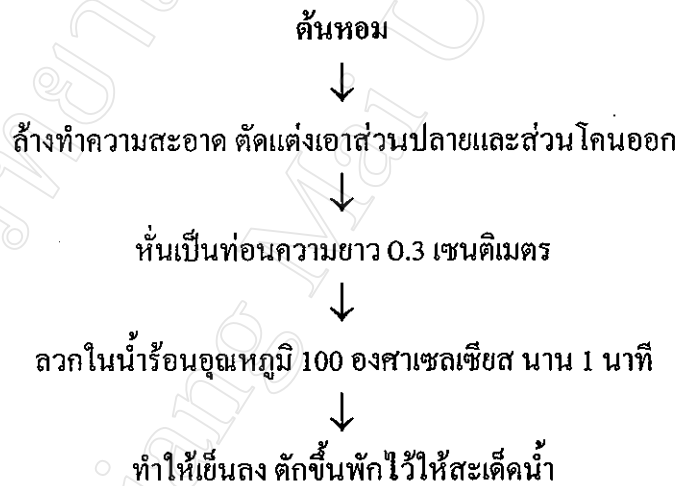 ต้นหอม
ล้างทำความสะอาด ตัดแต่งเอาส่วนปลายและส่วนโคนออก
หั่นเป็นท่อนความยาว 0.3 เซนติเมตร
ลวกในน้ำร้อนอุณหภูมิ 100 องศาเซลเซียส นาน 1 นาที
ทำให้เย็นลง ตักขึ้นพักไว้ให้สะเด็ดน้ำ